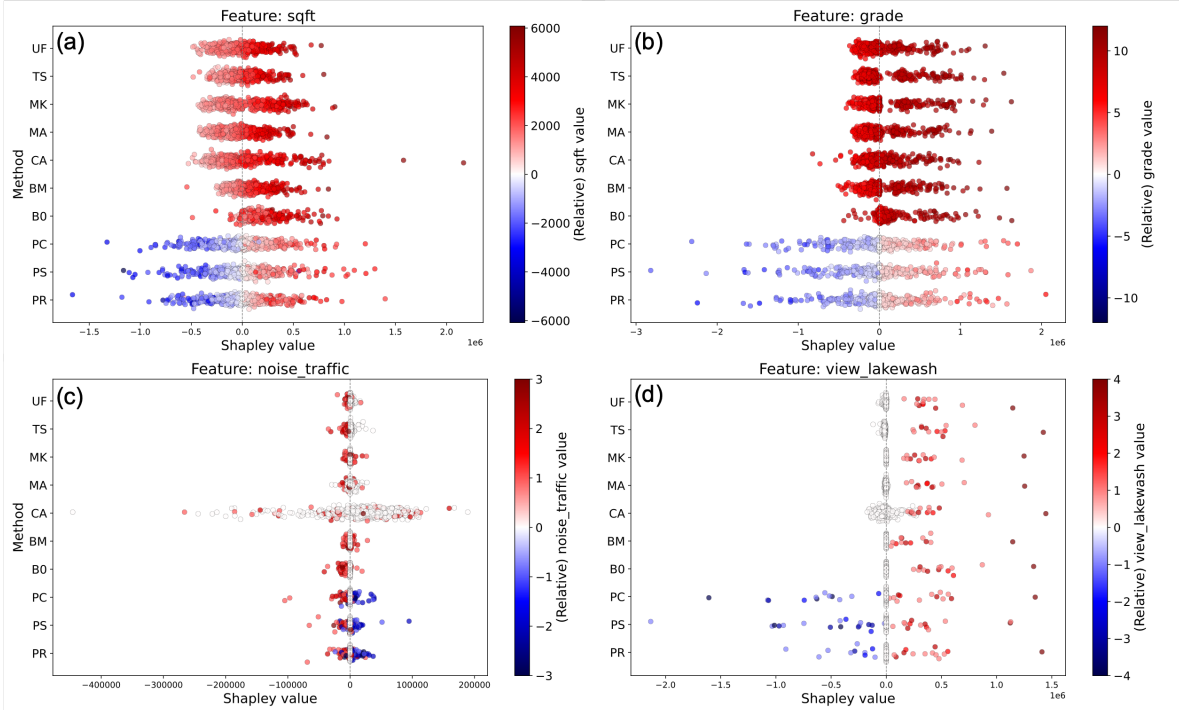 Feature: sqft
(a)
UF
TS
MK
MA
CA
BM
B0
PC
PS
PR
Method
−1.5
−1.0
−0.5
0.0
0.5
1.0
1.5
2.0
1e6
Shapley value
6000
4000
2000
0
−2000
−4000
−6000
(Relative) sqft value
Feature: grade
(b)
UF
TS
MK
MA
CA
BM
B0
PC
PS
PR
−3
−2
−1
0
1
2
1e6
Shapley value
10
5
0
−5
−10
(Relative) grade value
Feature: noise_traffic
(c)
UF
TS
MK
MA
CA
BM
B0
PC
PS
PR
Method
−400000
−300000
−200000
−100000
0
100000
200000
Shapley value
3
2
1
0
−1
−2
−3
(Relative) noise_traffic value
Feature: view_lakewash
(d)
UF
TS
MK
MA
CA
BM
B0
PC
PS
PR
−2.0
−1.5
−1.0
−0.5
0.0
0.5
1.0
1.5
1e6
Shapley value
4
3
2
1
0
−1
−2
−3
−4
(Relative) view_lakewash value